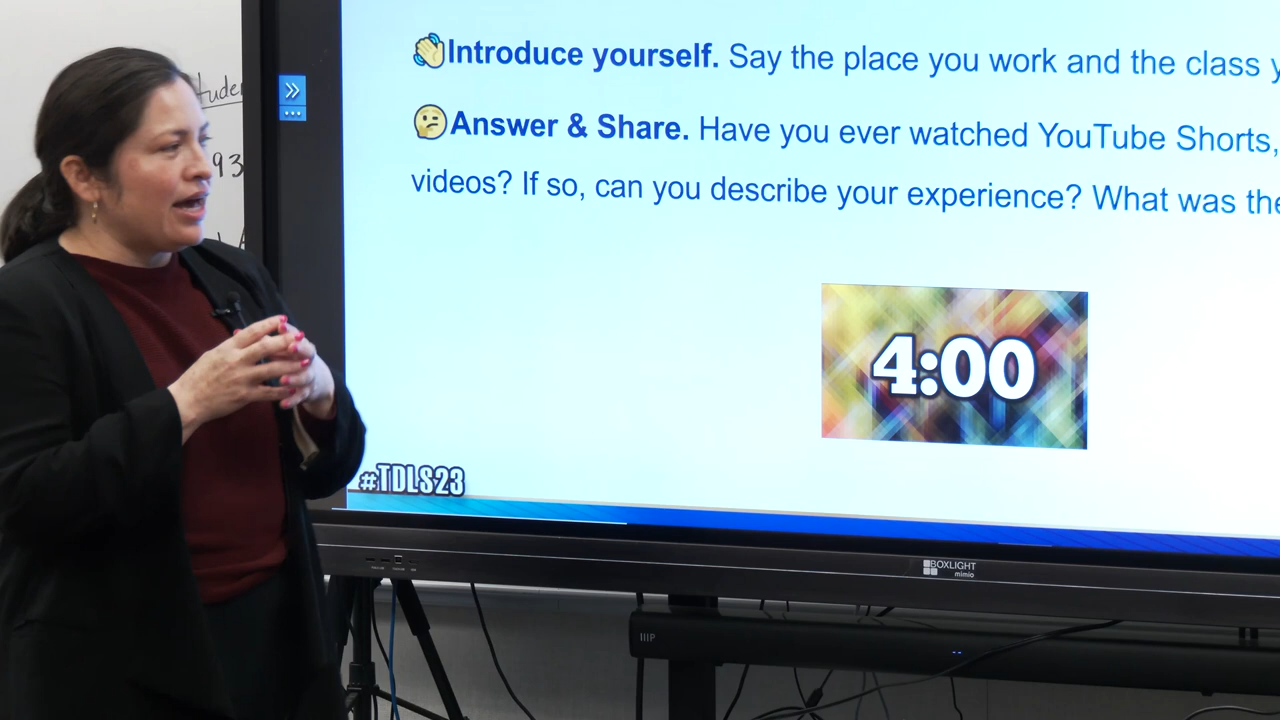 👋Introduce yourself. Say the place you work and the class
🤔Answer & Share. Have you ever watched YouTube Shorts,
videos? If so, can you describe your experience? What was the
4:00
#TDLS23
BOXLIGHT
mimio
93